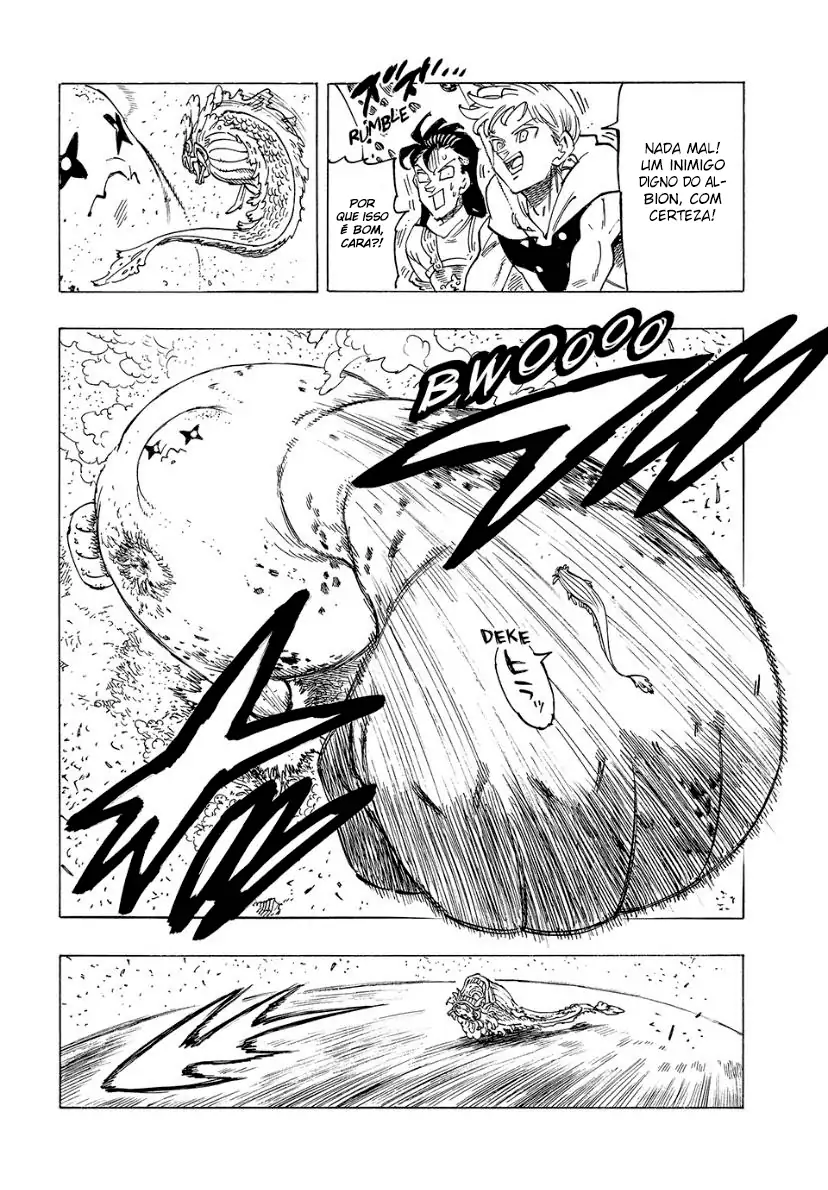 NADA MAL!
UM INIMIGO
DIGNO DO AL-
BION, COM
CERTEZA!
ズズズ…
RUMBLE
POR
QUE ISSO
É BOM,
CARA?!
BWOOOO
DEKE
ヒラッ